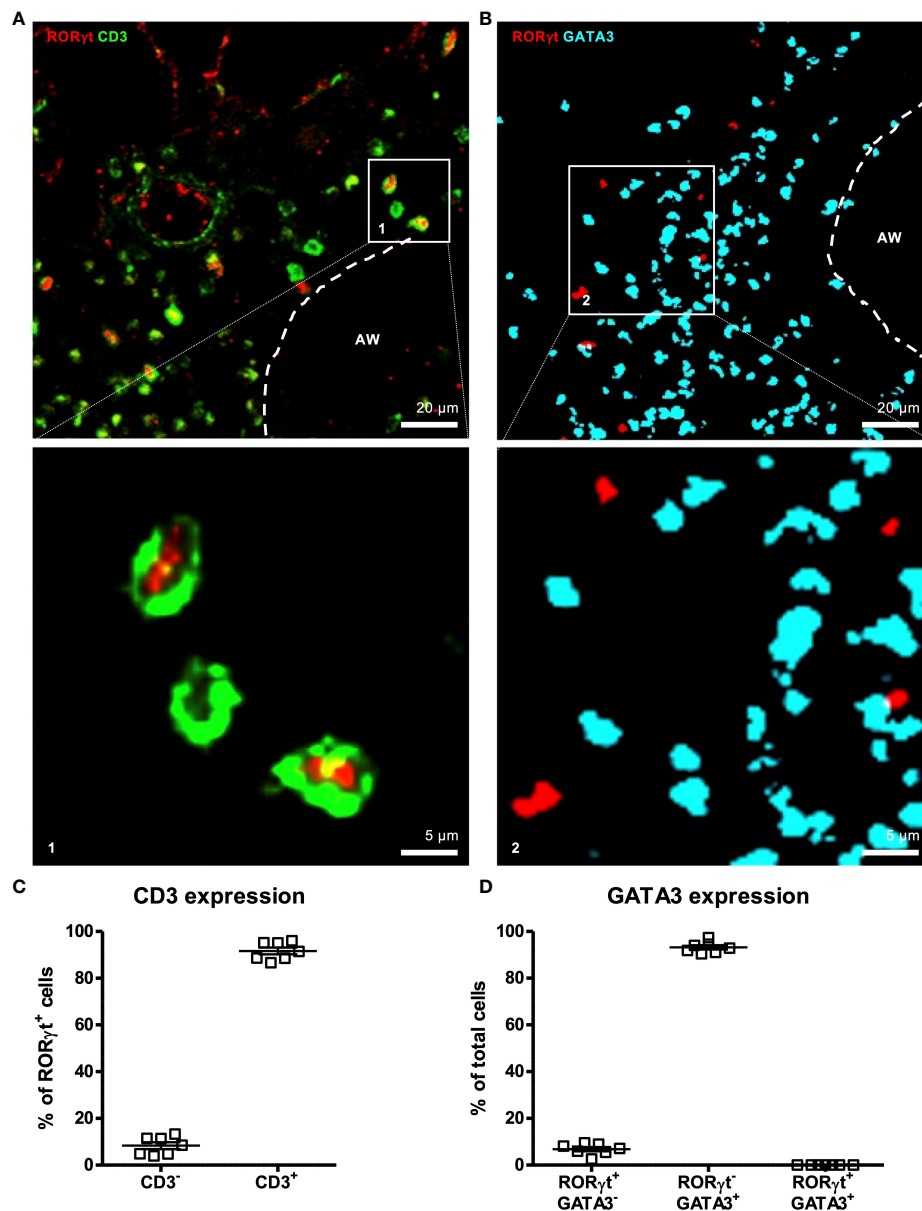 A
RORγt CD3
1
AW
20 µm
B
RORγt GATA3
2
AW
20 µm
1
5 µm
2
5 µm
C
CD3 expression
% of RORγt⁺ cells
100
80
60
40
20
0
CD3⁻
CD3⁺
D
GATA3 expression
% of total cells
100
80
60
40
20
0
RORγt⁺
GATA3⁻
RORγt⁻
GATA3⁺
RORγt⁺
GATA3⁺